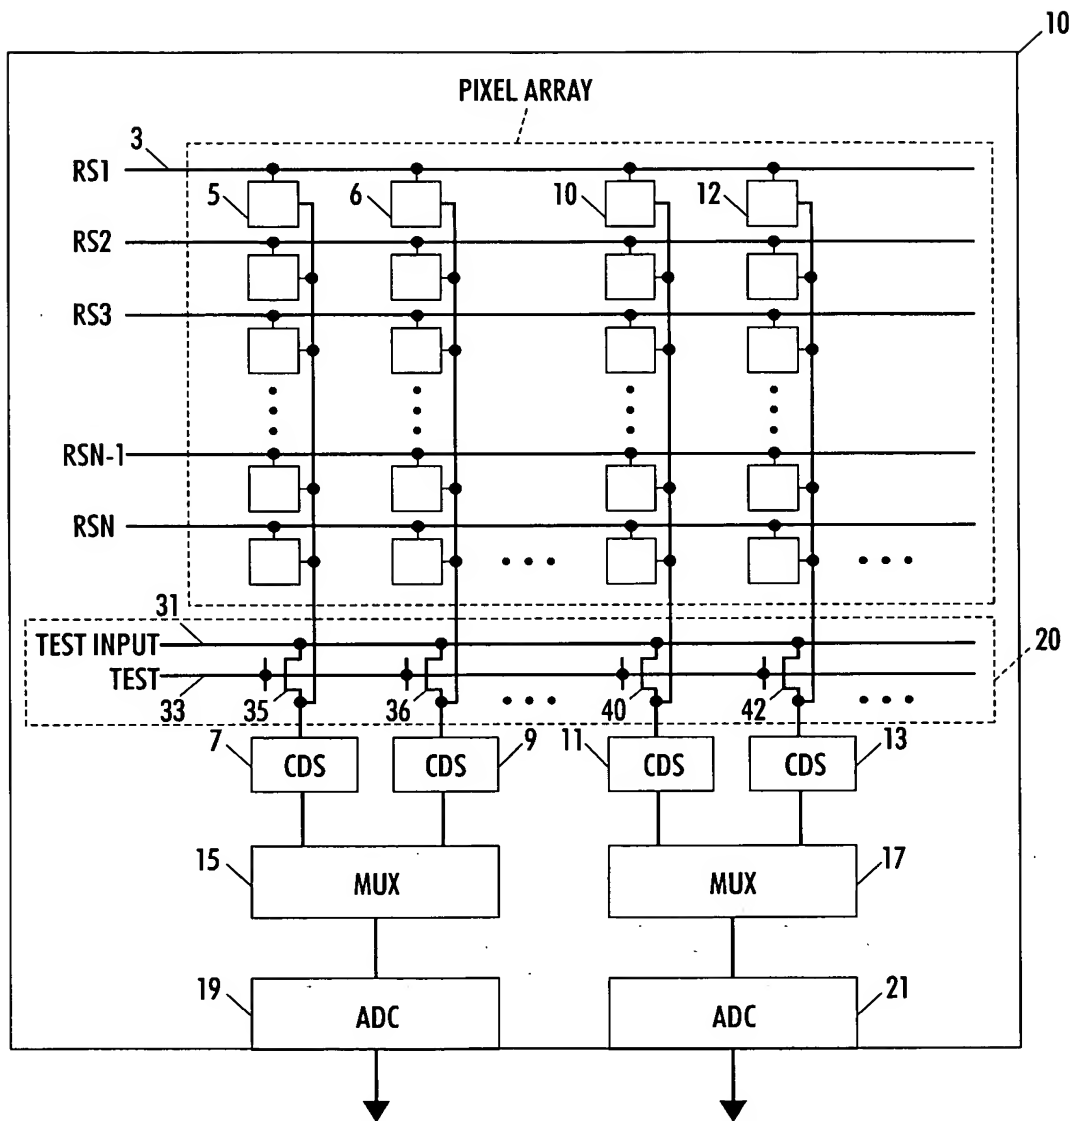 10
PIXEL ARRAY
3
RS1
5 6 10 12
RS2
RS3
RSN-1
RSN
31
TEST INPUT
20
TEST
33 35 36 40 42
7 CDS CDS 9 11 CDS CDS 13
15 MUX MUX 17
19 ADC ADC 21